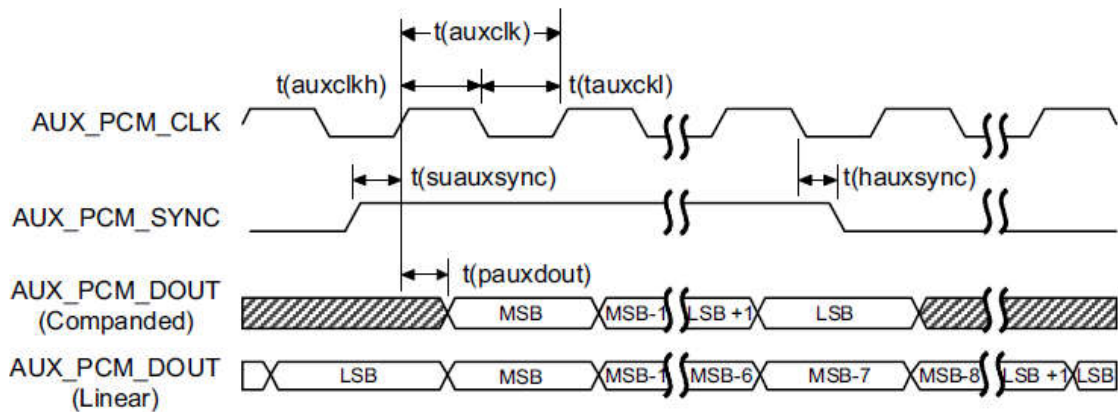 t(auxclk)
t(auxclkh)
t(tauxckl)
AUX_PCM_CLK
t(suauxsync)
t(hauxsync)
AUX_PCM_SYNC
t(pauxdout)
AUX_PCM_DOUT
(Companded)
MSB MSB-1 LSB +1 LSB
AUX_PCM_DOUT
(Linear)
LSB MSB MSB-1 MSB-6 MSB-7 MSB-8 LSB +1 LSB